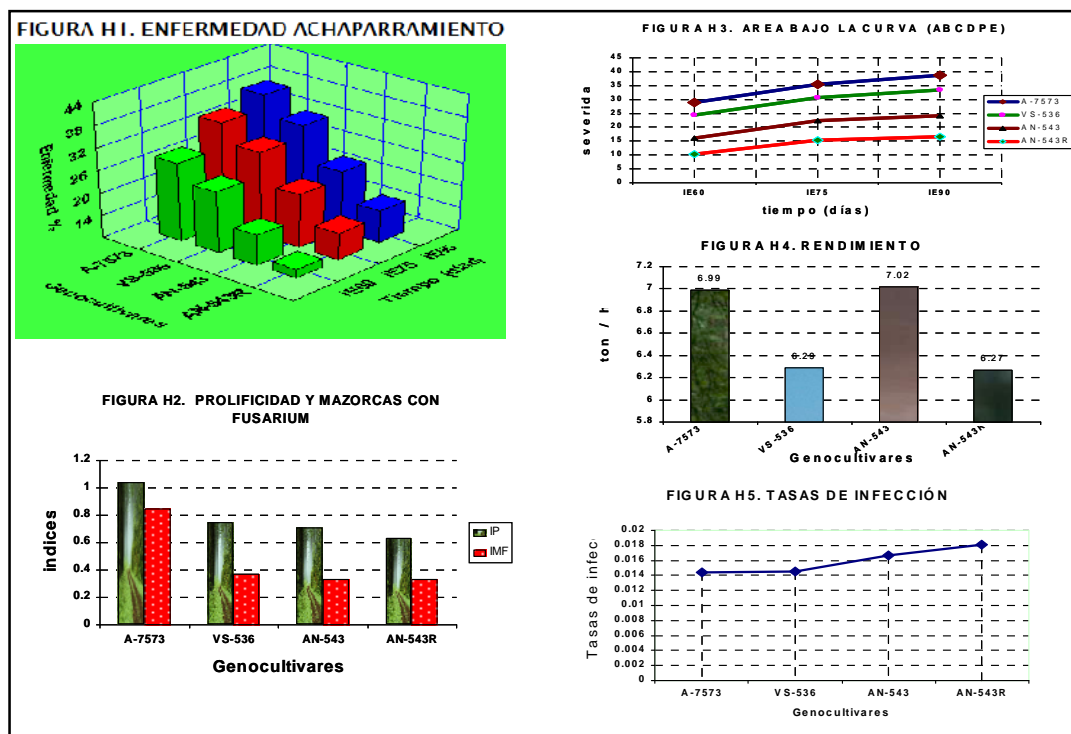 FIGURA H1. ENFERMEDAD ACHAPARRAMIENTO
44
38
32
26
20
14
Enfermedad %
A-7573
VS-536
AN-543
AN-543R
Genocultivares
IE60
IE75
Tiempo (días)
FIGURA H2. PROLIFICIDAD Y MAZORCAS CON
FUSARIUM
1.2
1
0.8
0.6
0.4
0.2
0
indices
A-7573 VS-536 AN-543 AN-543R
Genocultivares
IP
IMF
FIGURA H3. AREA BAJO LA CURVA (ABCDPE)
45
40
35
30
25
20
15
10
5
0
severida
IE60 IE75 IE90
tiempo (días)
A-7573
VS-536
AN-543
AN-543R
FIGURA H4. RENDIMIENTO
7.2
7
6.8
6.6
6.4
6.2
6
5.8
ton /
6.99
6.29
7.02
6.27
A-7573 VS-536 AN-543 AN-543R
Genocultivares
FIGURA H5. TASAS DE INFECCIÓN
0.02
0.018
0.016
0.014
0.012
0.01
0.008
0.006
0.004
0.002
0
Tasas de infec
A-7573 VS-536 AN-543 AN-543R
Genocultivares